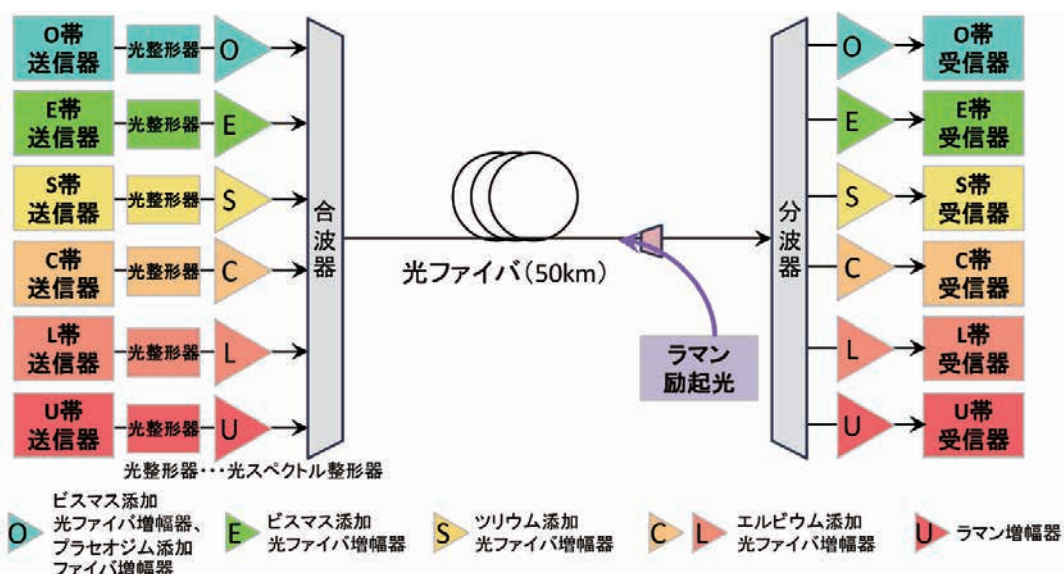 O帯
送信器
光整形器
O
E帯
送信器
光整形器
E
S帯
送信器
光整形器
S
C帯
送信器
光整形器
C
L帯
送信器
光整形器
L
U帯
送信器
光整形器
U
光整形器･･･光スペクトル整形器
合波器
光ファイバ(50km)
ラマン
励起光
分波器
O
O帯
受信器
E
E帯
受信器
S
S帯
受信器
C
C帯
受信器
L
L帯
受信器
U
U帯
受信器
O
ビスマス添加
光ファイバ増幅器、
プラセオジム添加
ファイバ増幅器
E
ビスマス添加
光ファイバ増幅器
S
ツリウム添加
光ファイバ増幅器
C
L
エルビウム添加
光ファイバ増幅器
U
ラマン増幅器